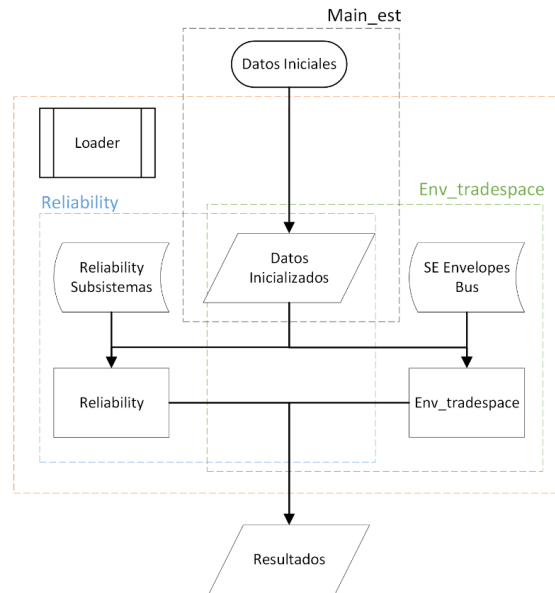 Main_est
Datos Iniciales
Loader
Env_tradespace
Reliability
Reliability
Subsistemas
Datos
Inicializados
SE Envelopes
Bus
Reliability
Env_tradespace
Resultados